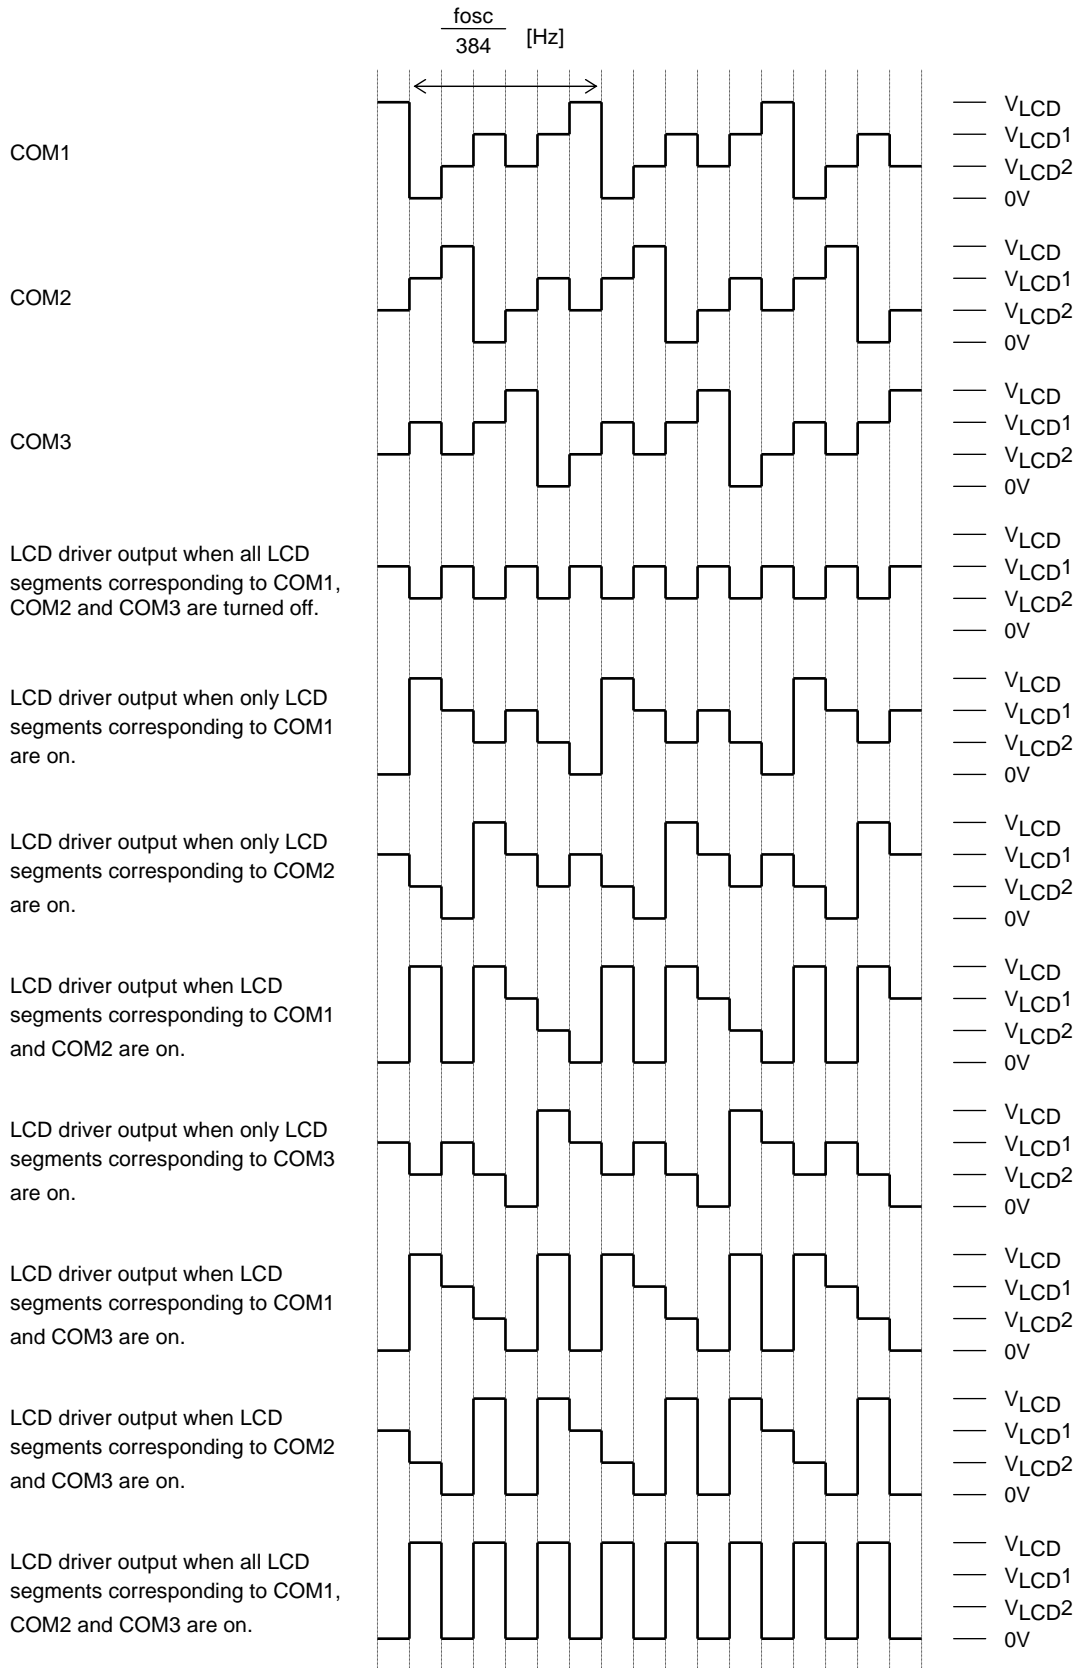 fosc
384
[Hz]
COM1
VLCD
VLCD1
VLCD2
0V
COM2
VLCD
VLCD1
VLCD2
0V
COM3
VLCD
VLCD1
VLCD2
0V
LCD driver output when all LCD
segments corresponding to COM1,
COM2 and COM3 are turned off.
VLCD
VLCD1
VLCD2
0V
LCD driver output when only LCD
segments corresponding to COM1
are on.
VLCD
VLCD1
VLCD2
0V
LCD driver output when only LCD
segments corresponding to COM2
are on.
VLCD
VLCD1
VLCD2
0V
LCD driver output when LCD
segments corresponding to COM1
and COM2 are on.
VLCD
VLCD1
VLCD2
0V
LCD driver output when only LCD
segments corresponding to COM3
are on.
VLCD
VLCD1
VLCD2
0V
LCD driver output when LCD
segments corresponding to COM1
and COM3 are on.
VLCD
VLCD1
VLCD2
0V
LCD driver output when LCD
segments corresponding to COM2
and COM3 are on.
VLCD
VLCD1
VLCD2
0V
LCD driver output when all LCD
segments corresponding to COM1,
COM2 and COM3 are on.
VLCD
VLCD1
VLCD2
0V